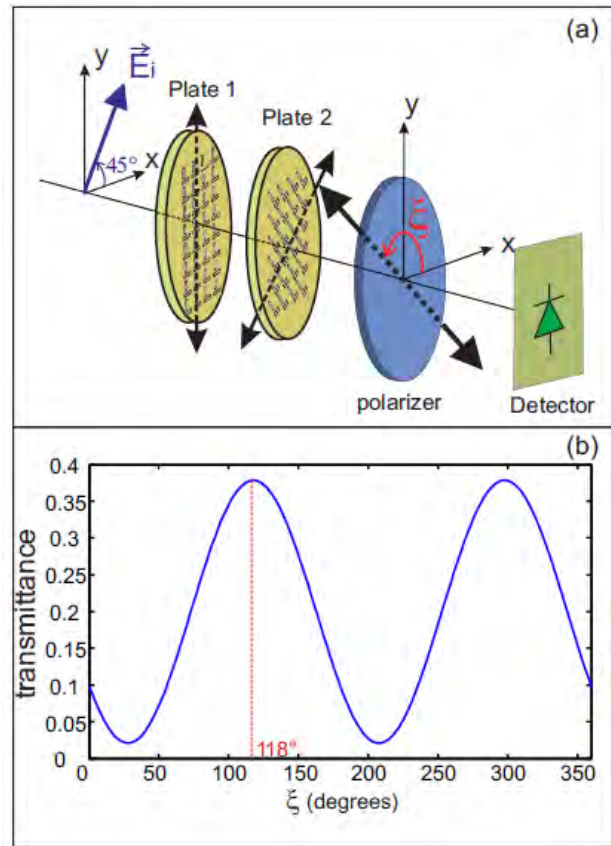 (a)
y
E⃗i
Plate 1
Plate 2
x
45°
y
ξ
x
polarizer
Detector
(b)
0.4
0.35
0.3
0.25
0.2
0.15
0.1
0.05
0
transmittance
118°
0 50 100 150 200 250 300 350
ξ (degrees)